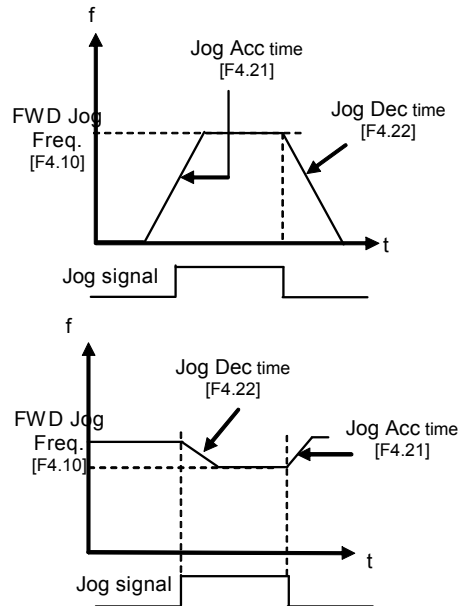 f
Jog Acc time
[F4.21]
FWD Jog
Freq.
[F4.10]
Jog Dec time
[F4.22]
t
Jog signal
f
Jog Dec time
[F4.22]
FWD Jog
Freq.
[F4.10]
Jog Acc time
[F4.21]
t
Jog signal